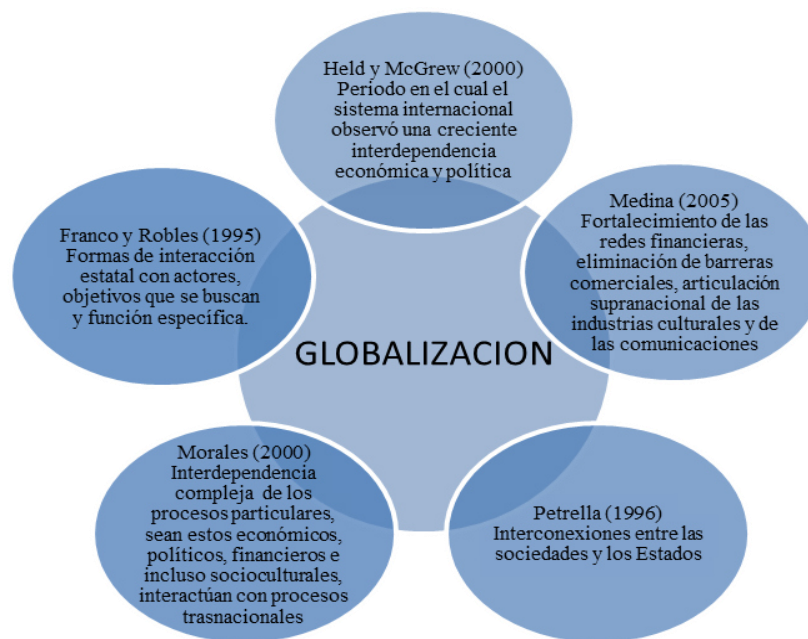 Held y McGrew (2000)
Periodo en el cual el
sistema internacional
observó una creciente
interdependencia
económica y política
Medina (2005)
Fortalecimiento de las
redes financieras,
eliminación de barreras
comerciales, articulación
supranacional de las
industrias culturales y de
las comunicaciones
Petrella (1996)
Interconexiones entre las
sociedades y los Estados
Morales (2000)
Interdependencia
compleja de los
procesos particulares,
sean estos económicos,
políticos, financieros e
incluso socioculturales,
interactúan con procesos
trasnacionales
Franco y Robles (1995)
Formas de interacción
estatal con actores,
objetivos que se buscan
y función específica.
GLOBALIZACION